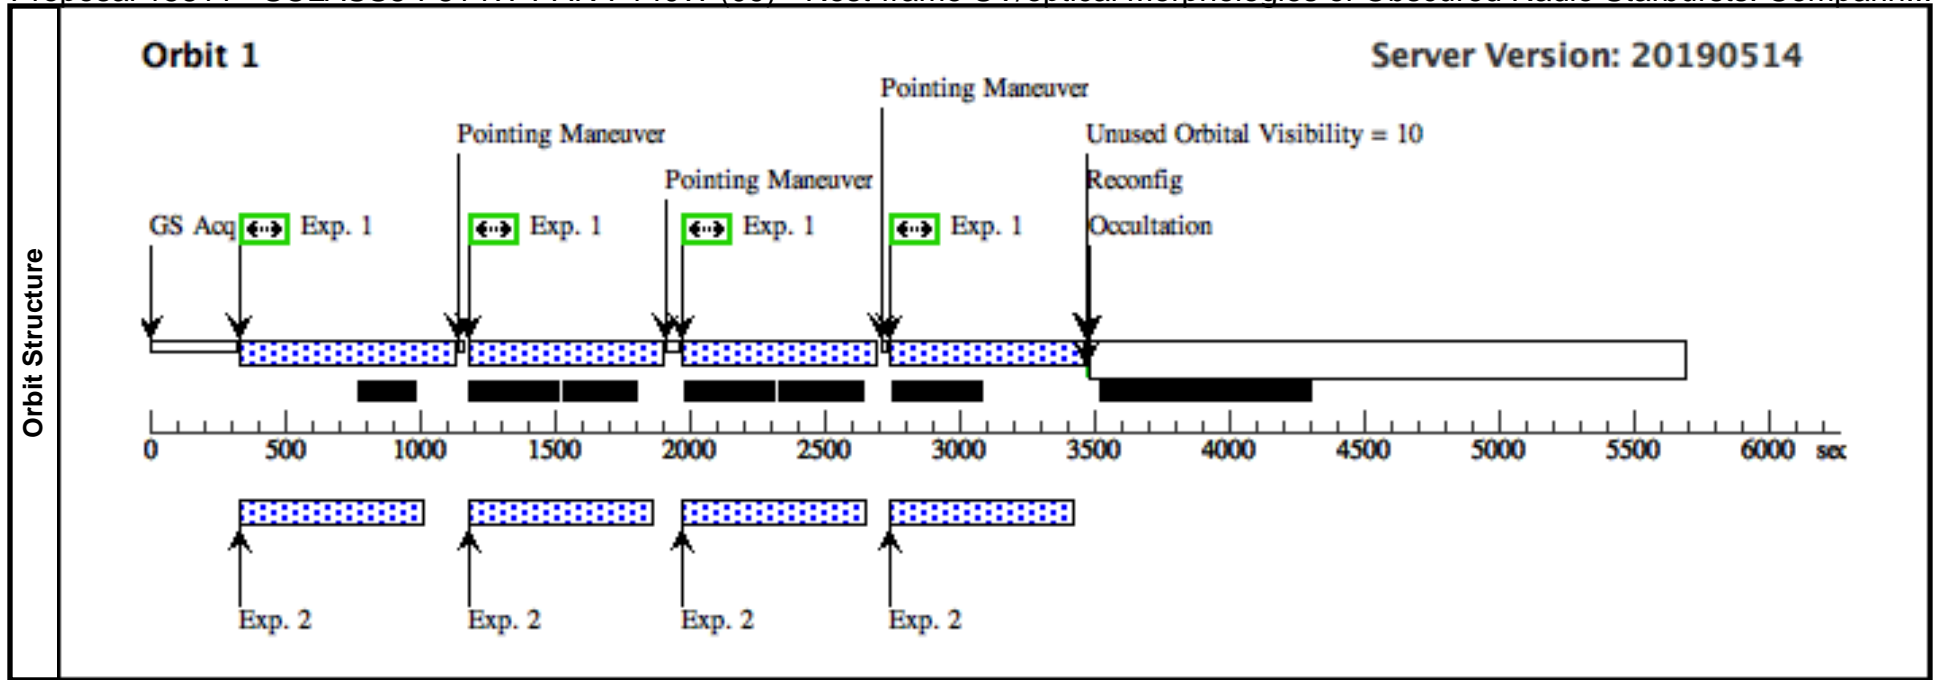 Orbit 1
Server Version: 20190514
Pointing Maneuver
Pointing Maneuver
Unused Orbital Visibility = 10
Pointing Maneuver
Reconfig
GS Acq
Exp. 1
Exp. 1
Exp. 1
Exp. 1
Occultation
Orbit Structure
0 500 1000 1500 2000 2500 3000 3500 4000 4500 5000 5500 6000 sec
Exp. 2
Exp. 2
Exp. 2
Exp. 2